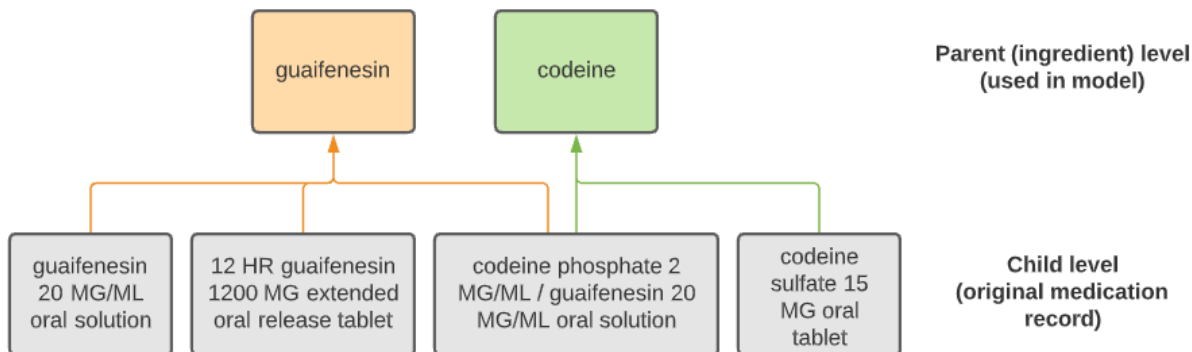 guaifenesin
codeine
Parent (ingredient) level
(used in model)
guaifenesin
20 MG/ML
oral solution
12 HR guaifenesin
1200 MG extended
oral release tablet
codeine phosphate 2
MG/ML / guaifenesin 20
MG/ML oral solution
codeine
sulfate 15
MG oral
tablet
Child level
(original medication
record)